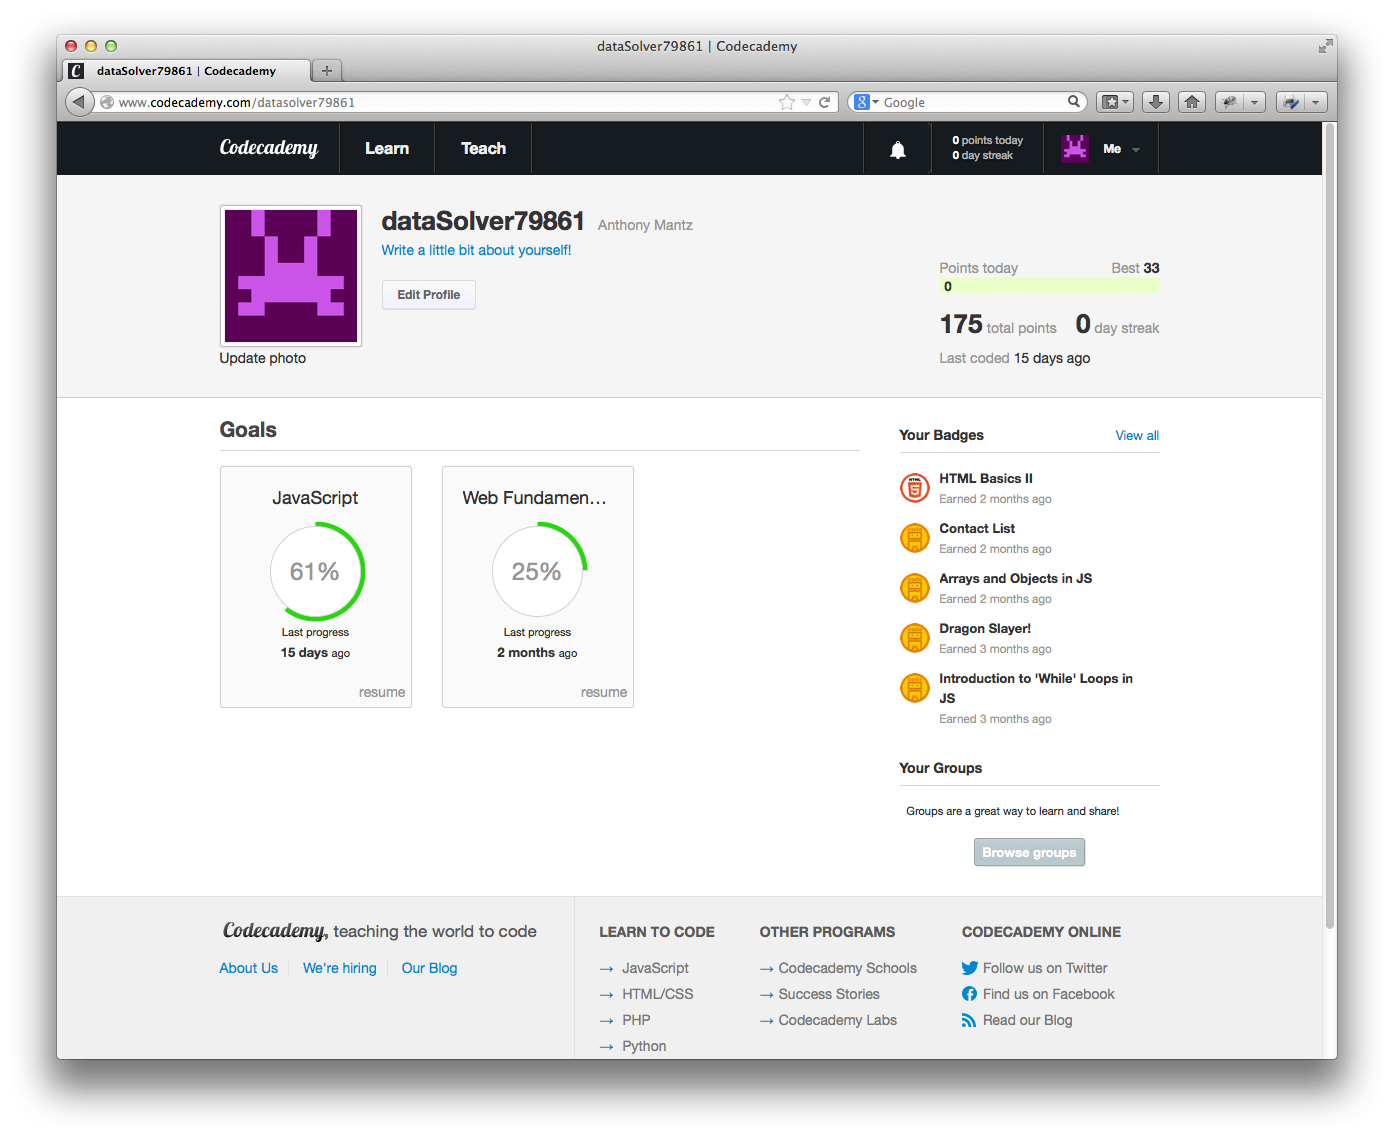 dataSolver79861 | Codecademy
C dataSolver79861 | Codecademy
www.codecademy.com/datasolver79861
8 Google
Codecademy Learn Teach
0 points today
0 day streak
Me
dataSolver79861 Anthony Mantz
Write a little bit about yourself!
Edit Profile
Update photo
Points today Best 33
0
175 total points 0 day streak
Last coded 15 days ago
Goals
JavaScript
61%
Last progress
15 days ago
resume
Web Fundamen...
25%
Last progress
2 months ago
resume
Your Badges View all
HTML
5
HTML Basics II
Earned 2 months ago
Contact List
Earned 2 months ago
Arrays and Objects in JS
Earned 2 months ago
Dragon Slayer!
Earned 3 months ago
Introduction to 'While' Loops in
JS
Earned 3 months ago
Your Groups
Groups are a great way to learn and share!
Browse groups
Codecademy, teaching the world to code
About Us We're hiring Our Blog
LEARN TO CODE
→ JavaScript
→ HTML/CSS
→ PHP
→ Python
OTHER PROGRAMS
→ Codecademy Schools
→ Success Stories
→ Codecademy Labs
CODECADEMY ONLINE
Follow us on Twitter
Find us on Facebook
Read our Blog